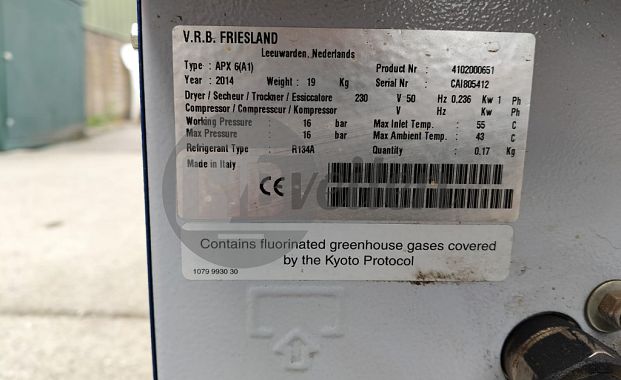 V.R.B. FRIESLAND
Leeuwarden, Nederlands
Type : APX 6(A1) Product Nr : 4102000651
Year : 2014 Weight : 19 Kg Serial Nr : CAI805412
Dryer / Secheur / Trockner / Essiccatore 230 V 50 Hz 0,236 Kw 1 Ph
Compressor / Compresseur / Kompressor V Hz Kw Ph
Working Pressure : 16 bar Max Inlet Temp. : 55 C
Max Pressure : 16 bar Max Ambient Temp. : 43 C
Refrigerant Type : R134A Quantity : 0,17 Kg
Made in Italy
CE
Contains fluorinated greenhouse gases covered
by the Kyoto Protocol
1079 9930 30